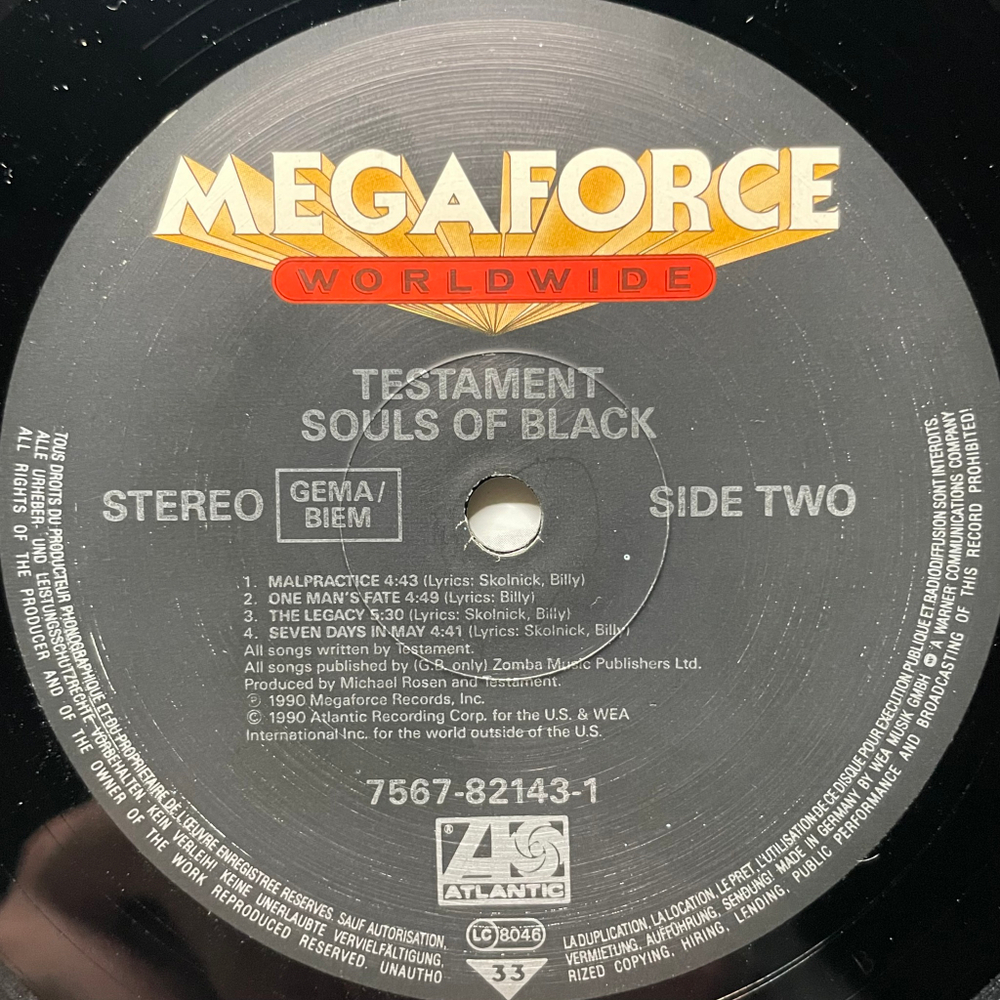 MEGAFORCE
WORLDWIDE
TESTAMENT
SOULS OF BLACK
STEREO
GEMA/
BIEM
SIDE TWO
1. MALPRACTICE 4:43 (Lyrics: Skolnick, Billy)
2. ONE MAN'S FATE 4:49 (Lyrics: Billy)
3. THE LEGACY 5:30 (Lyrics: Skolnick, Billy)
4. SEVEN DAYS IN MAY 4:41 (Lyrics: Skolnick, Billy)
All songs written by Testament.
All songs published by (G.B. only) Zomba Music Publishers Ltd.
Produced by Michael Rosen and Testament.
℗ 1990 Megaforce Records, Inc.
© 1990 Atlantic Recording Corp. for the U.S. & WEA
International Inc. for the world outside of the U.S.
7567-82143-1
® ATLANTIC
LC 8046
33
TOUS DROITS DU PRODUCTEUR PHONOGRAPHIQUE ET DU PROPRIETAIRE DE L'ŒUVRE ENREGISTREE RESERVES. SAUF AUTORISATION,
LA DUPLICATION, LA LOCATION, LE PRET, L'UTILISATION DE CE DISQUE POUR EXECUTION PUBLIQUE ET RADIODIFFUSION SONT INTERDITS.
ALLE URHEBER- UND LEISTUNGSSCHUTZRECHTE VORBEHALTEN. KEIN VERLEIH! KEINE UNERLAUBTE VERVIELFÄLTIGUNG,
VERMIETUNG, AUFFÜHRUNG, SENDUNG! MADE IN GERMANY BY WEA MUSIK GMBH A WARNER COMMUNICATIONS COMPANY
ALL RIGHTS OF THE PRODUCER AND OF THE OWNER OF THE WORK REPRODUCED RESERVED. UNAUTHO
RIZED COPYING, HIRING, LENDING, PUBLIC PERFORMANCE AND BROADCASTING OF THIS RECORD PROHIBITED!